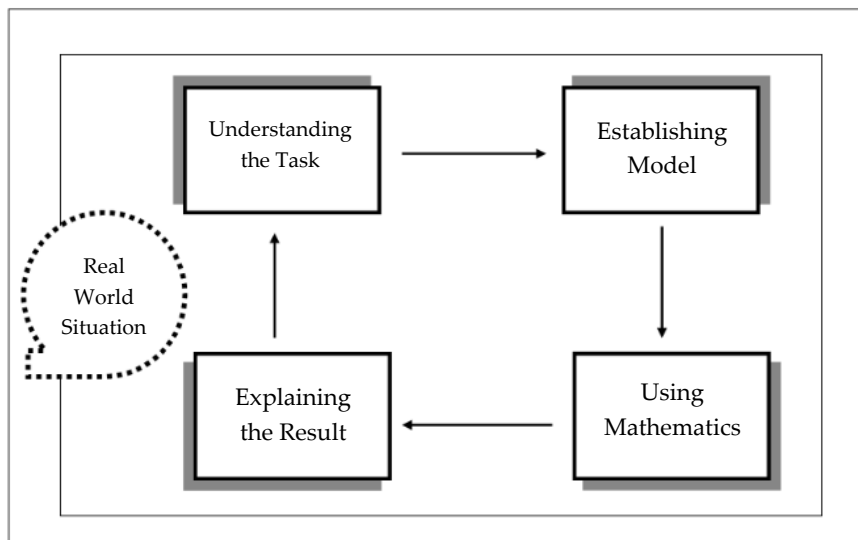 Understanding
the Task
Establishing
Model
Real
World
Situation
Explaining
the Result
Using
Mathematics